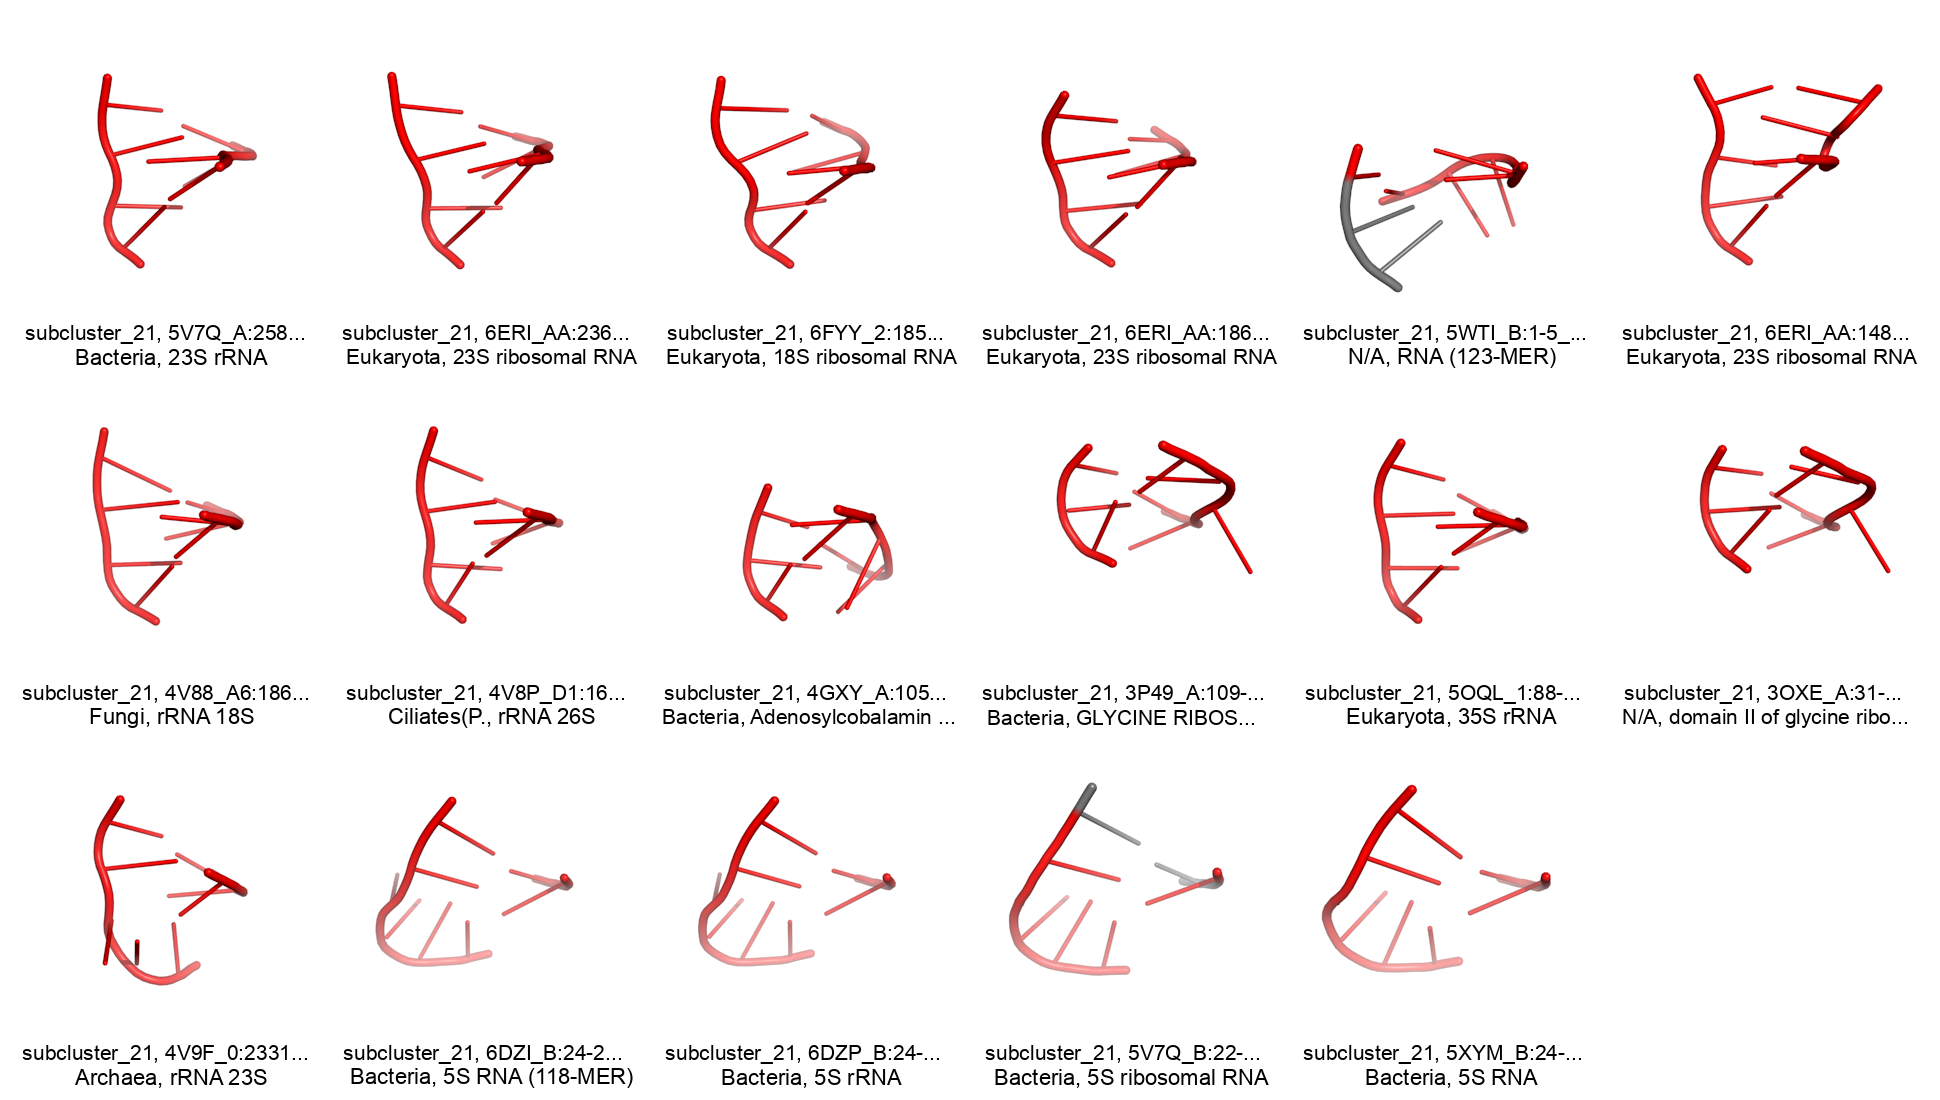 subcluster_21, 5V7Q_A:258...
Bacteria, 23S rRNA
subcluster_21, 6ERI_AA:236...
Eukaryota, 23S ribosomal RNA
subcluster_21, 6FYY_2:185...
Eukaryota, 18S ribosomal RNA
subcluster_21, 6ERI_AA:186...
Eukaryota, 23S ribosomal RNA
subcluster_21, 5WTI_B:1-5_...
N/A, RNA (123-MER)
subcluster_21, 6ERI_AA:148...
Eukaryota, 23S ribosomal RNA
subcluster_21, 4V88_A6:186...
Fungi, rRNA 18S
subcluster_21, 4V8P_D1:16...
Ciliates(P., rRNA 26S
subcluster_21, 4GXY_A:105...
Bacteria, Adenosylcobalamin ...
subcluster_21, 3P49_A:109-...
Bacteria, GLYCINE RIBOS...
subcluster_21, 5OQL_1:88-...
Eukaryota, 35S rRNA
subcluster_21, 3OXE_A:31-...
N/A, domain II of glycine ribo...
subcluster_21, 4V9F_0:2331...
Archaea, rRNA 23S
subcluster_21, 6DZI_B:24-2...
Bacteria, 5S RNA (118-MER)
subcluster_21, 6DZP_B:24-...
Bacteria, 5S rRNA
subcluster_21, 5V7Q_B:22-...
Bacteria, 5S ribosomal RNA
subcluster_21, 5XYM_B:24-...
Bacteria, 5S RNA